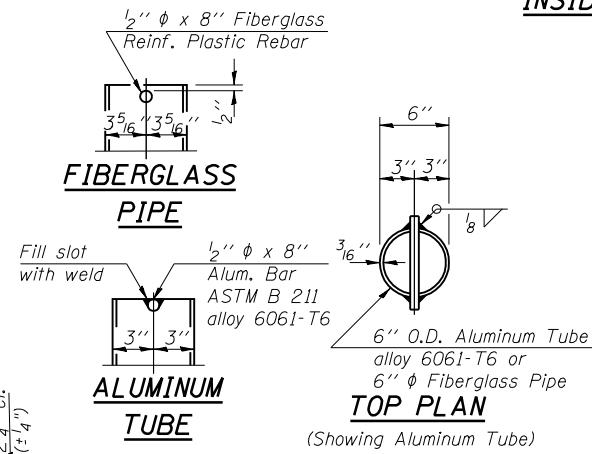 INSID
1/2" φ x 8" Fiberglass
Reinf. Plastic Rebar
3 5/16" 3 5/16"
1/2"
FIBERGLASS
PIPE
6"
3" 3"
1/8
3/16"
Fill slot
with weld
1/2" φ x 8"
Alum. Bar
ASTM B 211
alloy 6061-T6
3" 3"
ALUMINUM
TUBE
6" O.D. Aluminum Tube
alloy 6061-T6 or
6" φ Fiberglass Pipe
TOP PLAN
(Showing Aluminum Tube)
cl.
(± 1/4")